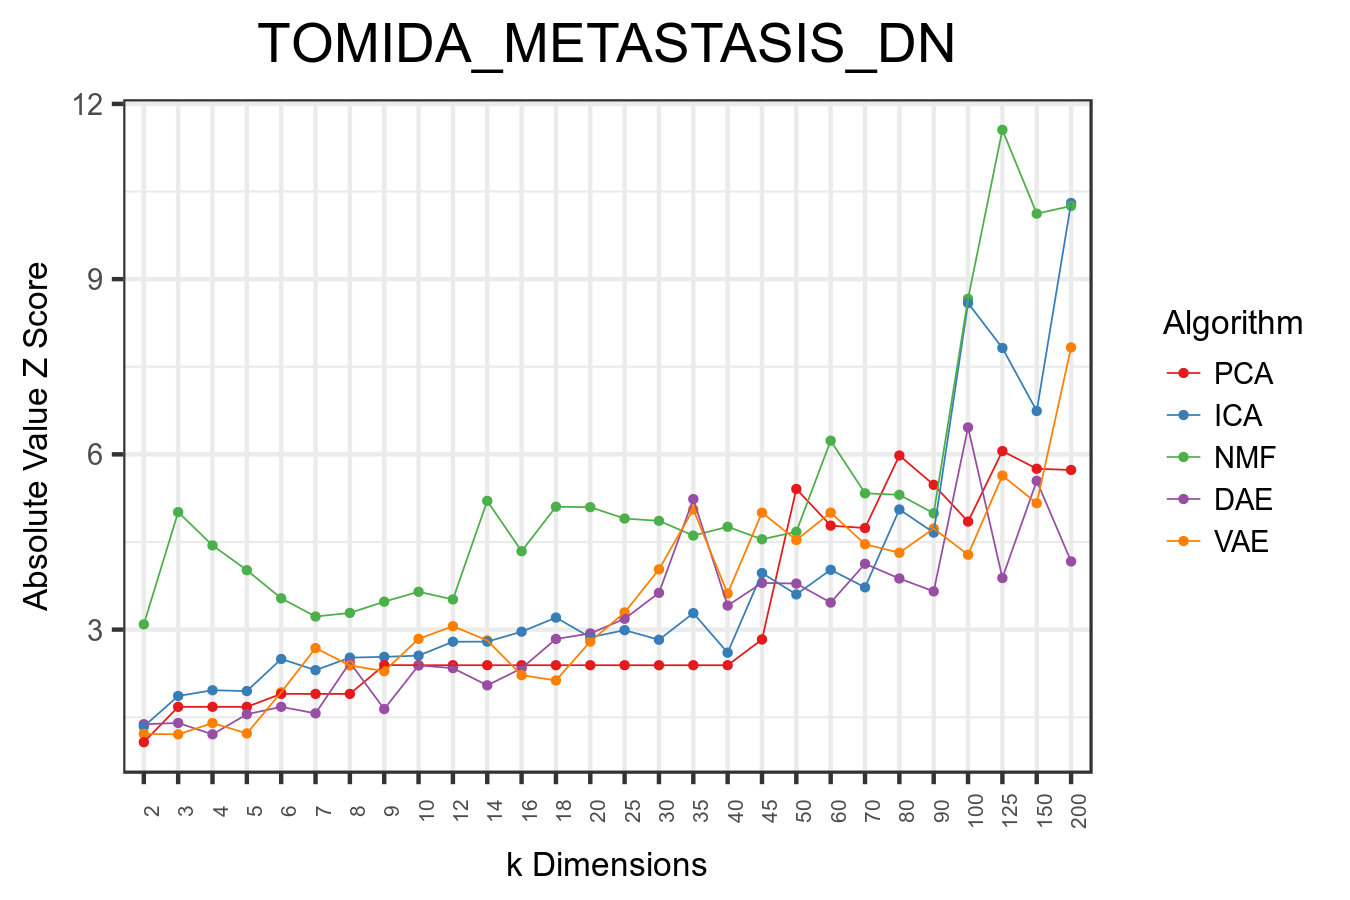 TOMIDA_METASTASIS_DN
Absolute Value Z Score
12
9
6
3
2 3 4 5 6 7 8 9 10 12 14 16 18 20 25 30 35 40 45 50 60 70 80 90 100 125 150 200
k Dimensions
Algorithm
PCA
ICA
NMF
DAE
VAE